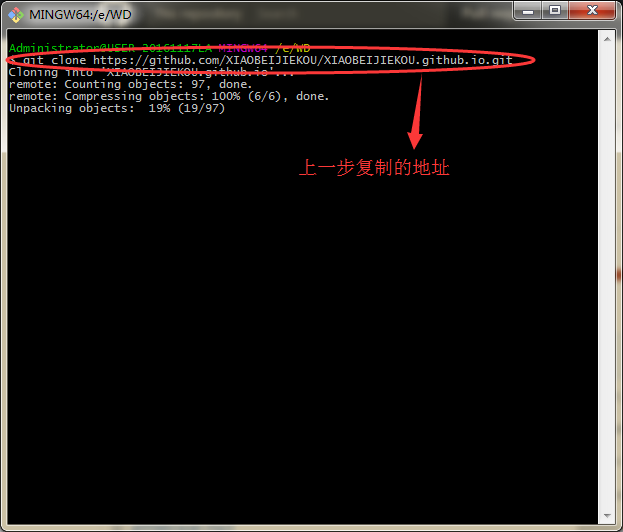 MINGW64:/e/WD
Administrator@USER-20161117LA MINGW64 /e/WD
$ git clone https://github.com/XIAOBEIJIEKOU/XIAOBEIJIEKOU.github.io.git
Cloning into 'XIAOBEIJIEKOU.github.io'...
remote: Counting objects: 97, done.
remote: Compressing objects: 100% (6/6), done.
Unpacking objects:  19% (19/97)
上一步复制的地址